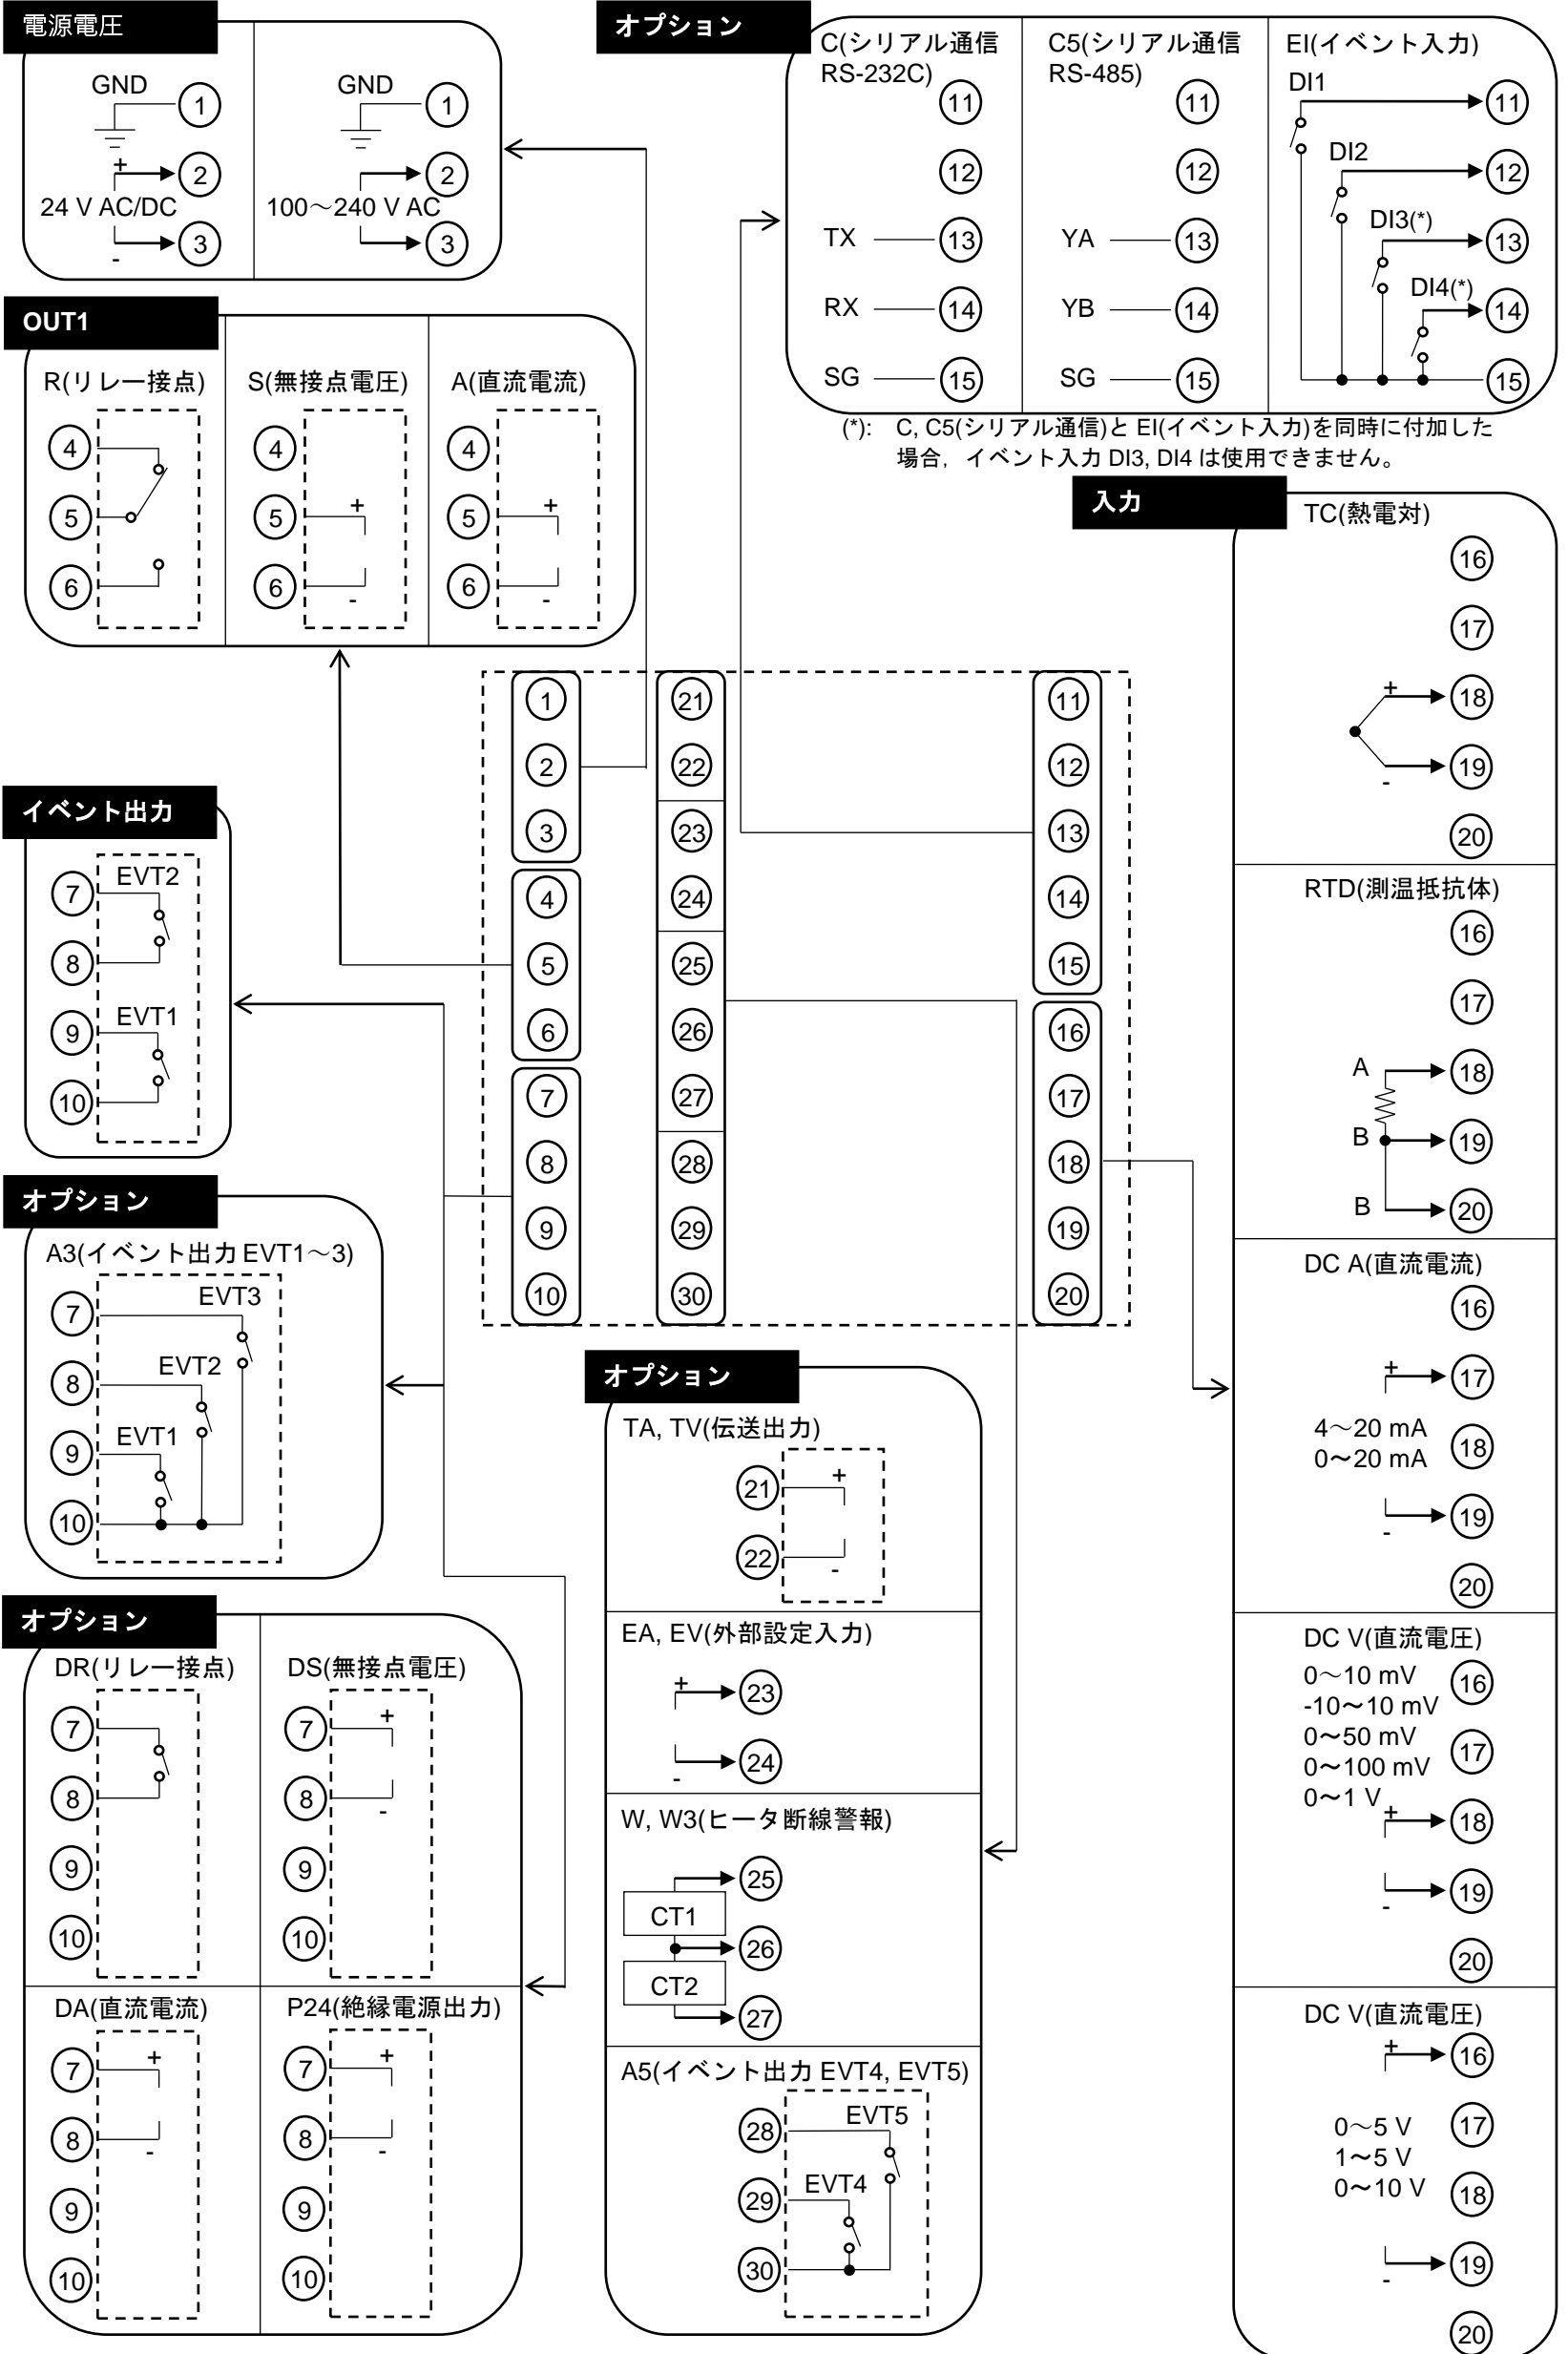 電源電圧
GND
1
+
2
24 V AC/DC
3
-
GND
1
2
100～240 V AC
3
オプション
C(シリアル通信
RS-232C)
11
12
TX
13
RX
14
SG
15
C5(シリアル通信
RS-485)
11
12
YA
13
YB
14
SG
15
EI(イベント入力)
DI1
11
DI2
12
DI3(*)
13
DI4(*)
14
15
(*): C, C5(シリアル通信)と EI(イベント入力)を同時に付加した
場合，イベント入力 DI3, DI4 は使用できません。
OUT1
R(リレー接点)
4
5
6
S(無接点電圧)
4
5
+
6
-
A(直流電流)
4
5
+
6
-
1
2
3
4
5
6
7
8
9
10
21
22
23
24
25
26
27
28
29
30
11
12
13
14
15
16
17
18
19
20
イベント出力
EVT2
7
8
EVT1
9
10
オプション
A3(イベント出力 EVT1～3)
EVT3
7
EVT2
8
EVT1
9
10
オプション
DR(リレー接点)
7
8
9
10
DS(無接点電圧)
+
7
8
-
9
10
DA(直流電流)
+
7
8
-
9
10
P24(絶縁電源出力)
+
7
8
-
9
10
オプション
TA, TV(伝送出力)
+
21
22
-
EA, EV(外部設定入力)
+
23
24
-
W, W3(ヒータ断線警報)
25
CT1
26
CT2
27
A5(イベント出力 EVT4, EVT5)
EVT5
28
EVT4
29
30
入力
TC(熱電対)
16
17
+
18
19
-
20
RTD(測温抵抗体)
16
17
A
18
B
19
B
20
DC A(直流電流)
16
+
17
4～20 mA
0～20 mA
18
19
-
20
DC V(直流電圧)
0～10 mV
16
-10～10 mV
0～50 mV
17
0～100 mV
0～1 V
+
18
19
-
20
DC V(直流電圧)
+
16
0～5 V
17
1～5 V
0～10 V
18
19
-
20